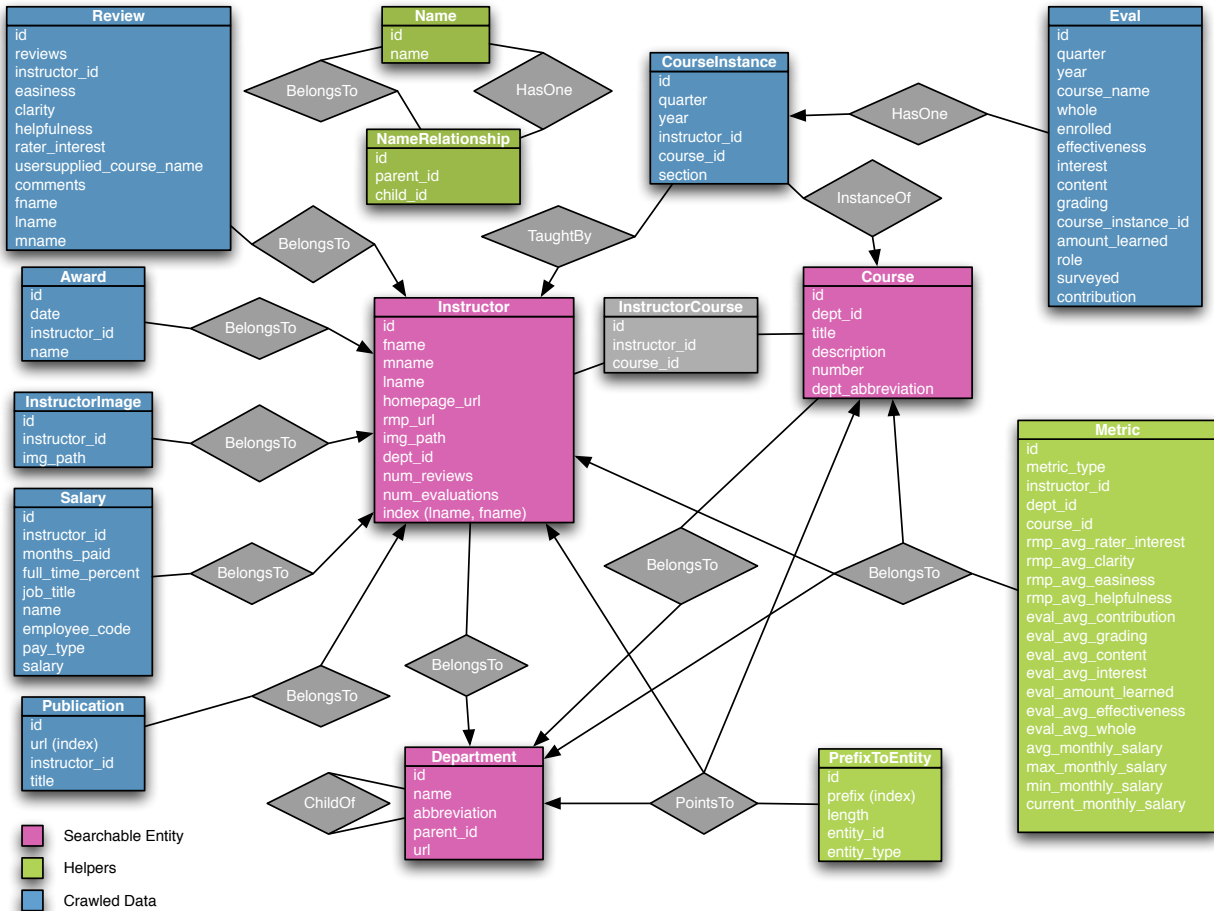 Review
id
reviews
instructor_id
easiness
clarity
helpfulness
rater_interest
usersupplied_course_name
comments
fname
lname
mname
Name
id
name
BelongsTo
HasOne
NameRelationship
id
parent_id
child_id
CourseInstance
id
quarter
year
instructor_id
course_id
section
HasOne
Eval
id
quarter
year
course_name
whole
enrolled
effectiveness
interest
content
grading
course_instance_id
amount_learned
role
surveyed
contribution
BelongsTo
TaughtBy
InstanceOf
Award
id
date
instructor_id
name
BelongsTo
Instructor
id
fname
mname
lname
homepage_url
rmp_url
img_path
dept_id
num_reviews
num_evaluations
index (lname, fname)
InstructorCourse
id
instructor_id
course_id
Course
id
dept_id
title
description
number
dept_abbreviation
InstructorImage
id
instructor_id
img_path
BelongsTo
Salary
id
instructor_id
months_paid
full_time_percent
job_title
name
employee_code
pay_type
salary
BelongsTo
BelongsTo
BelongsTo
Metric
id
metric_type
instructor_id
dept_id
course_id
rmp_avg_rater_interest
rmp_avg_clarity
rmp_avg_easiness
rmp_avg_helpfulness
eval_avg_contribution
eval_avg_grading
eval_avg_content
eval_avg_interest
eval_amount_learned
eval_avg_effectiveness
eval_avg_whole
avg_monthly_salary
max_monthly_salary
min_monthly_salary
current_monthly_salary
Publication
id
url (index)
instructor_id
title
BelongsTo
BelongsTo
Department
id
name
abbreviation
parent_id
url
ChildOf
PointsTo
PrefixToEntity
id
prefix (index)
length
entity_id
entity_type
Searchable Entity
Helpers
Crawled Data